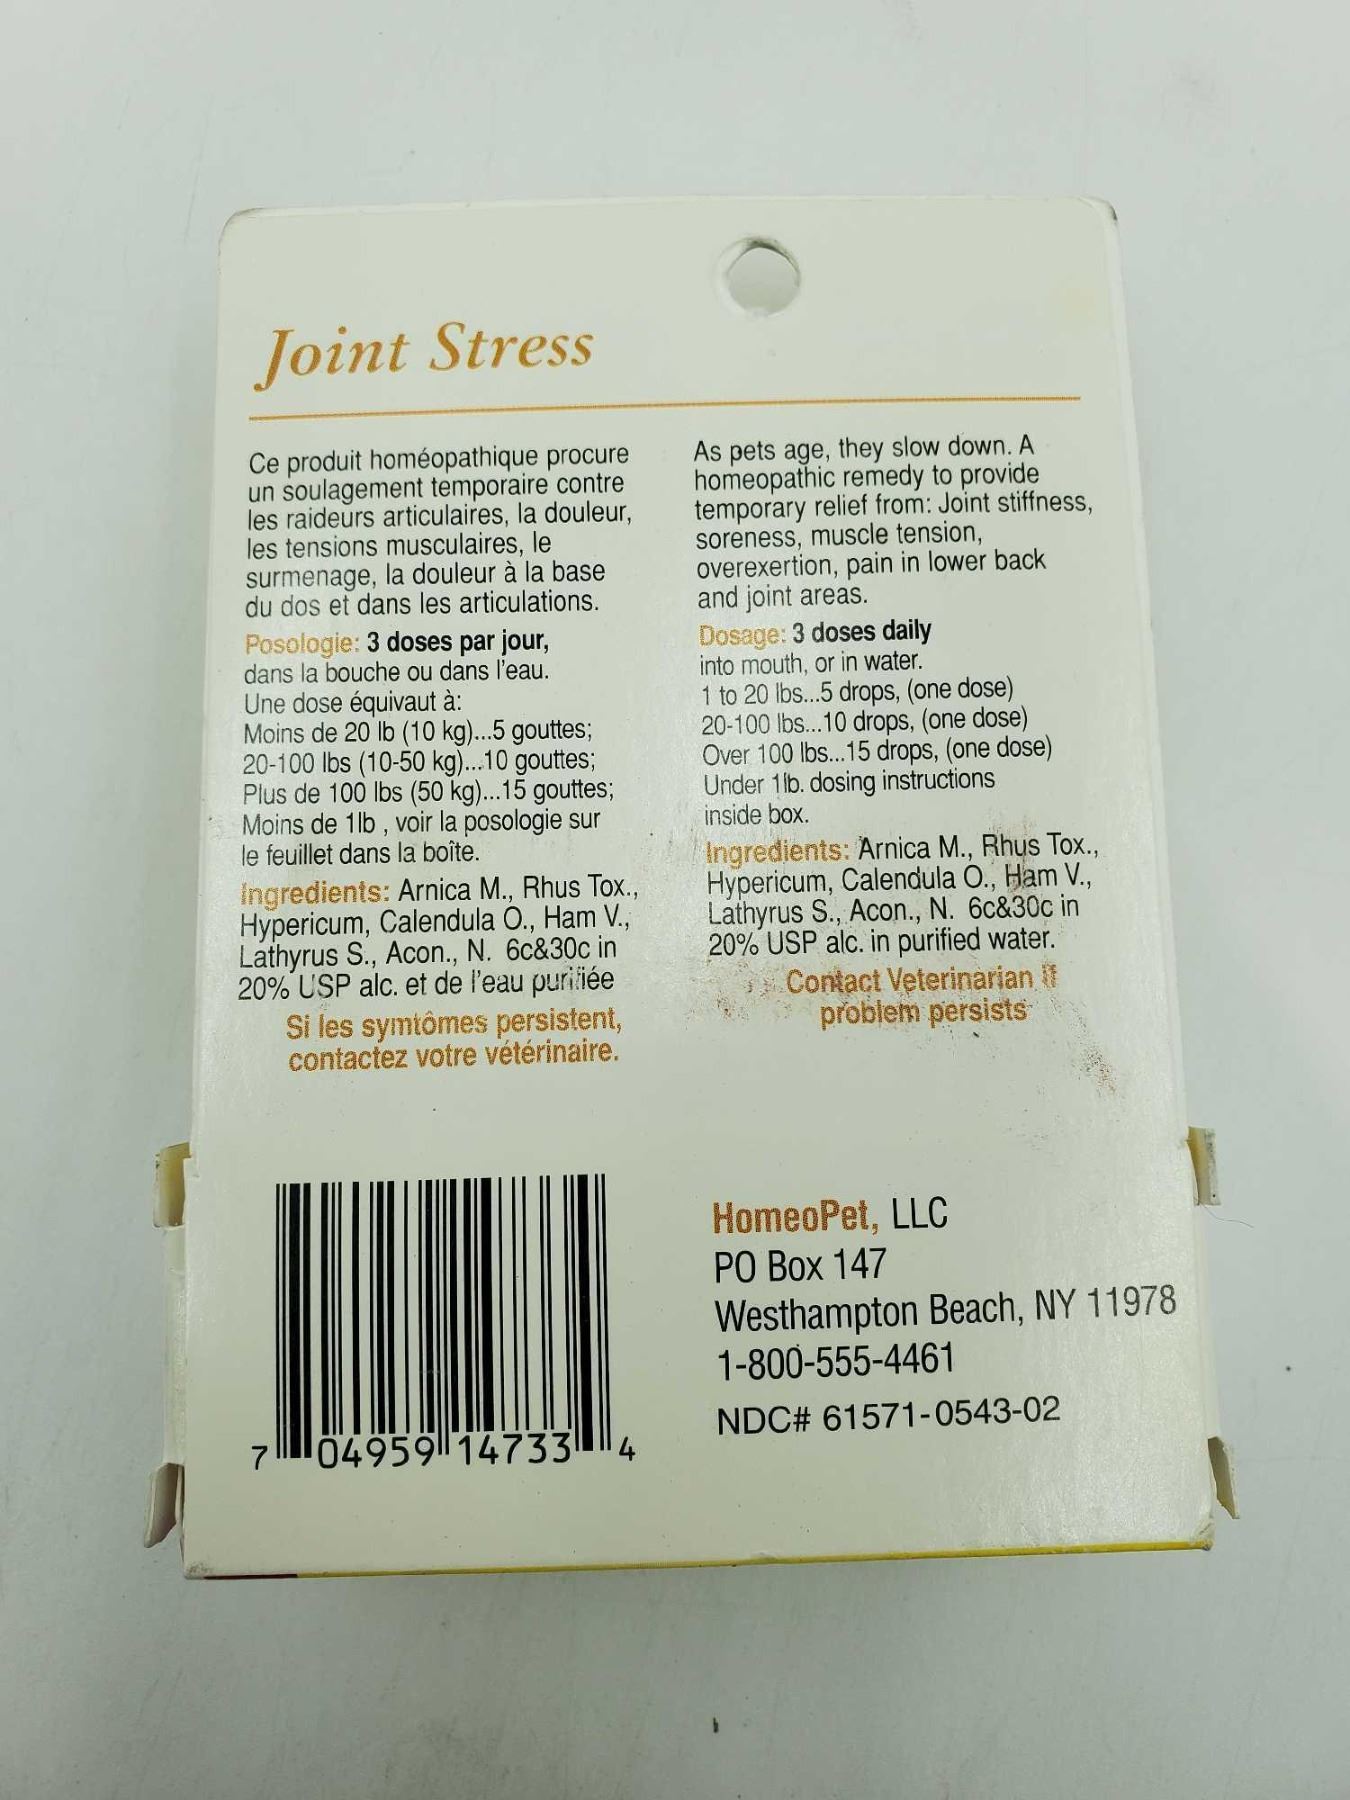 Joint Stress
Ce produit homéopathique procure
un soulagement temporaire contre
les raideurs articulaires, la douleur,
les tensions musculaires, le
surmenage, la douleur à la base
du dos et dans les articulations.
Posologie: 3 doses par jour,
dans la bouche ou dans l'eau.
Une dose équivaut à:
Moins de 20 lb (10 kg)...5 gouttes;
20-100 lbs (10-50 kg)...10 gouttes;
Plus de 100 lbs (50 kg)...15 gouttes;
Moins de 1lb , voir la posologie sur
le feuillet dans la boîte.
Ingredients: Arnica M., Rhus Tox.,
Hypericum, Calendula O., Ham V.,
Lathyrus S., Acon., N. 6c&30c in
20% USP alc. et de l'eau purifiée
Si les symtômes persistent,
contactez votre vétérinaire.
As pets age, they slow down. A
homeopathic remedy to provide
temporary relief from: Joint stiffness,
soreness, muscle tension,
overexertion, pain in lower back
and joint areas.
Dosage: 3 doses daily
into mouth, or in water.
1 to 20 lbs...5 drops, (one dose)
20-100 lbs...10 drops, (one dose)
Over 100 lbs...15 drops, (one dose)
Under 1lb. dosing instructions
inside box.
Ingredients: Arnica M., Rhus Tox.,
Hypericum, Calendula O., Ham V.,
Lathyrus S., Acon., N. 6c&30c in
20% USP alc. in purified water.
Contact Veterinarian if
problem persists
7 04959 14733 4
HomeoPet, LLC
PO Box 147
Westhampton Beach, NY 11978
1-800-555-4461
NDC# 61571-0543-02